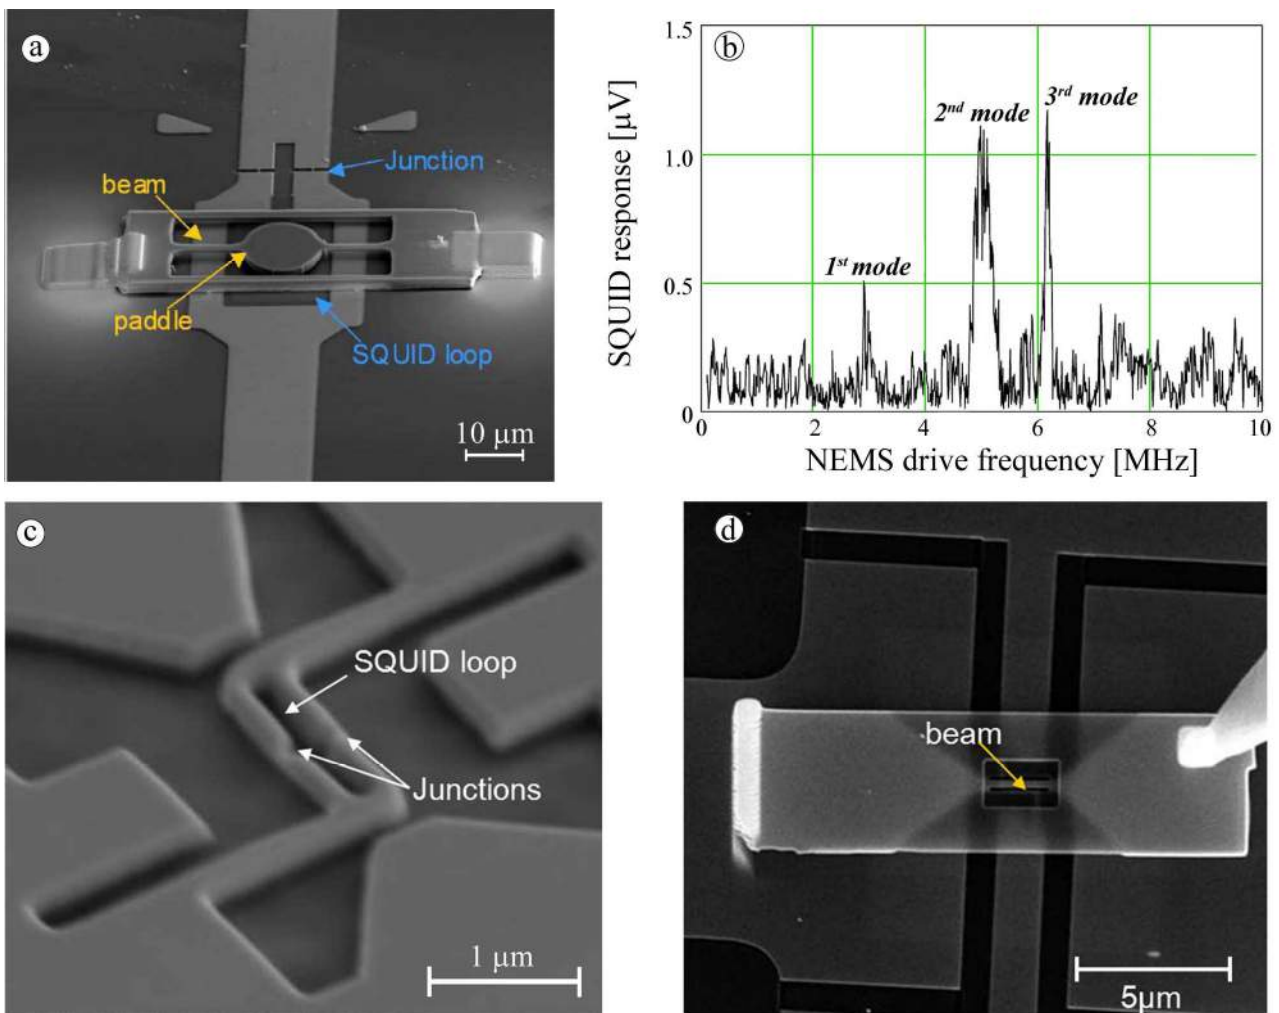 a
Junction
beam
paddle
SQUID loop
10 µm
b
SQUID response [µV]
1.5
1.0
0.5
0
1st mode
2nd mode
3rd mode
0 2 4 6 8 10
NEMS drive frequency [MHz]
c
SQUID loop
Junctions
1 µm
d
beam
5µm